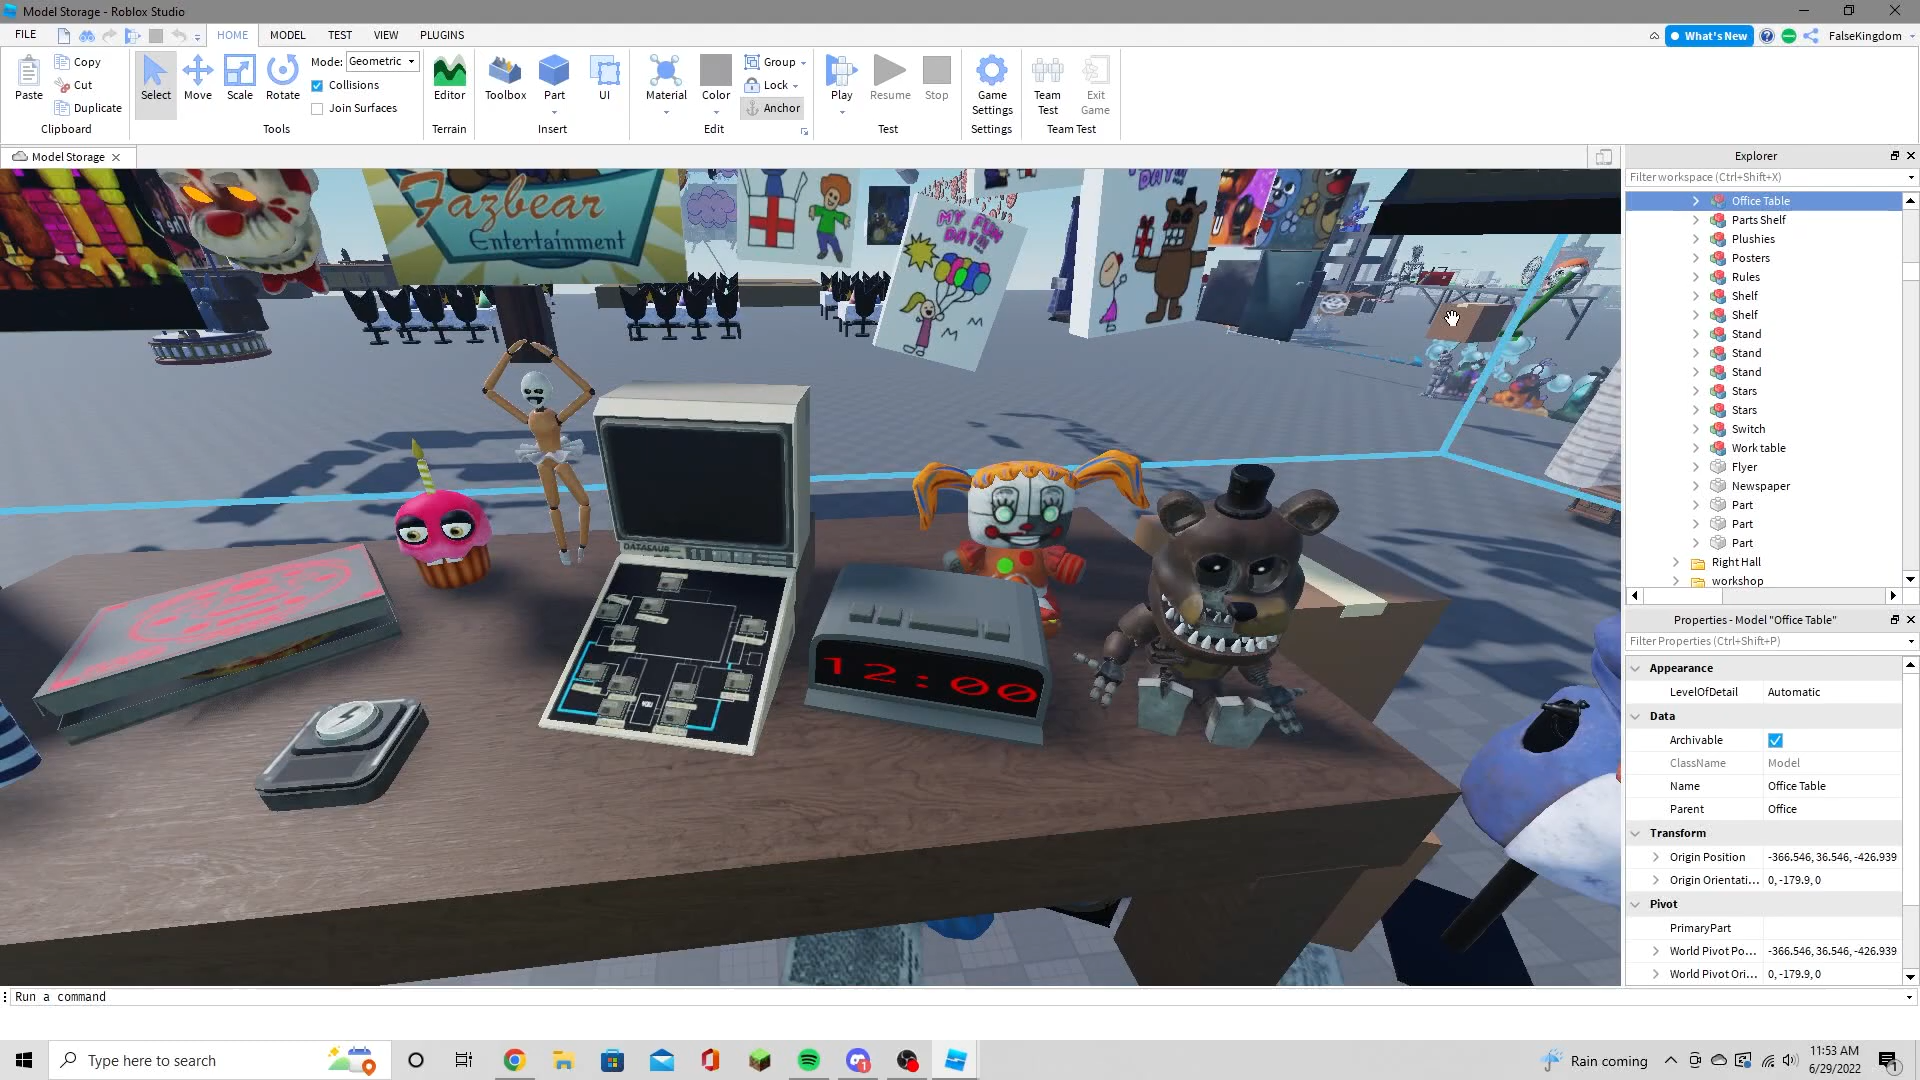 Model Storage - Roblox Studio
FILE
HOME
MODEL
TEST
VIEW
PLUGINS
What's New
FalseKingdom
Paste
Copy
Cut
Duplicate
Clipboard
Select
Move
Scale
Rotate
Mode: Geometric
Collisions
Join Surfaces
Tools
Editor
Terrain
Toolbox
Part
UI
Insert
Material
Color
Group
Lock
Anchor
Edit
Play
Resume
Stop
Test
Game Settings
Settings
Team Test
Exit Game
Team Test
Model Storage
Fazbear
Entertainment
MY FUN
DAY!!!
DAY!!
DATASAUR
YOU
12:00
Explorer
Filter workspace (Ctrl+Shift+X)
Office Table
Parts Shelf
Plushies
Posters
Rules
Shelf
Shelf
Stand
Stand
Stand
Stars
Stars
Switch
Work table
Flyer
Newspaper
Part
Part
Part
Right Hall
workshop
Properties - Model "Office Table"
Filter Properties (Ctrl+Shift+P)
Appearance
LevelOfDetail Automatic
Data
Archivable
ClassName Model
Name Office Table
Parent Office
Transform
Origin Position -366.546, 36.546, -426.939
Origin Orientati... 0, -179.9, 0
Pivot
PrimaryPart
World Pivot Po... -366.546, 36.546, -426.939
World Pivot Ori... 0, -179.9, 0
Run a command
Type here to search
1
Rain coming
11:53 AM
6/29/2022
1